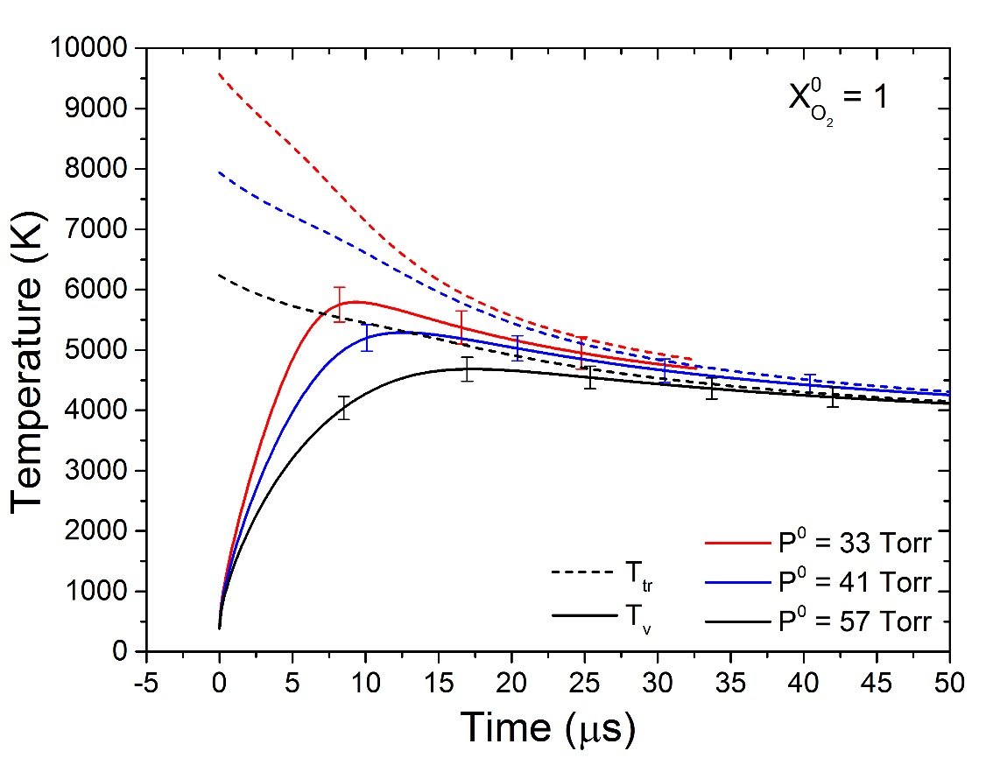 10000
9000
8000
7000
6000
5000
4000
3000
2000
1000
0
Temperature (K)
X⁰O₂ = 1
Ttr
Tv
P⁰ = 33 Torr
P⁰ = 41 Torr
P⁰ = 57 Torr
-5 0 5 10 15 20 25 30 35 40 45 50
Time (μs)